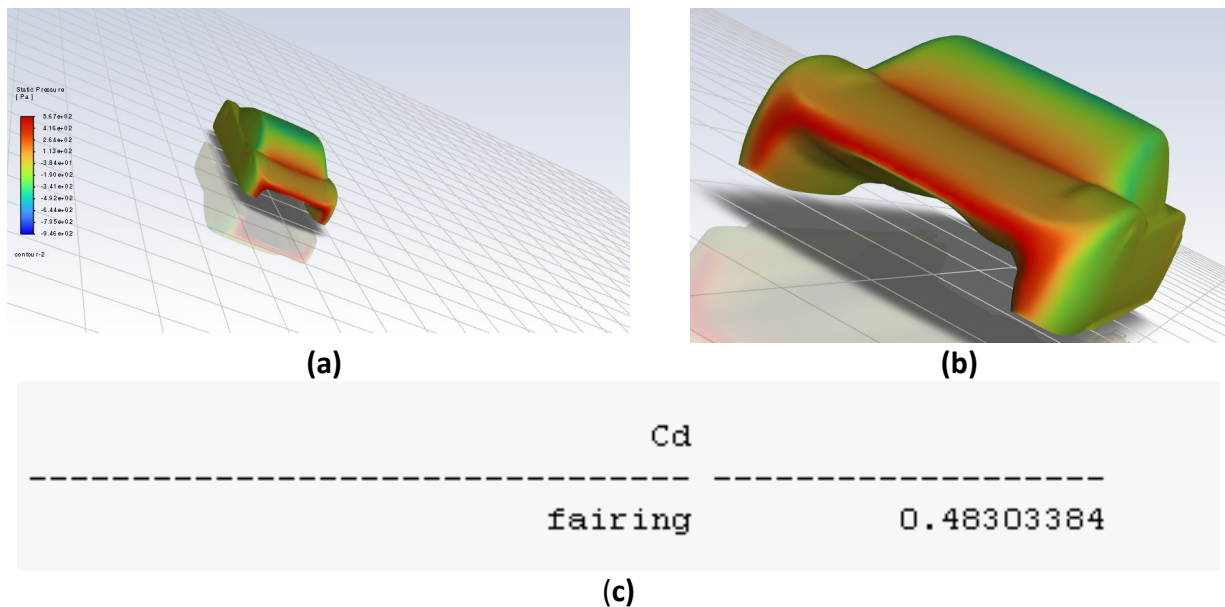 Static Pressure
[ Pa ]
5.67e+02
4.16e+02
2.64e+02
1.13e+02
-3.84e+01
-1.90e+02
-3.41e+02
-4.92e+02
-6.44e+02
-7.95e+02
-9.46e+02
contour-2
(a)
(b)
Cd
--------------------------------- -------------------
fairing 0.48303384
(c)